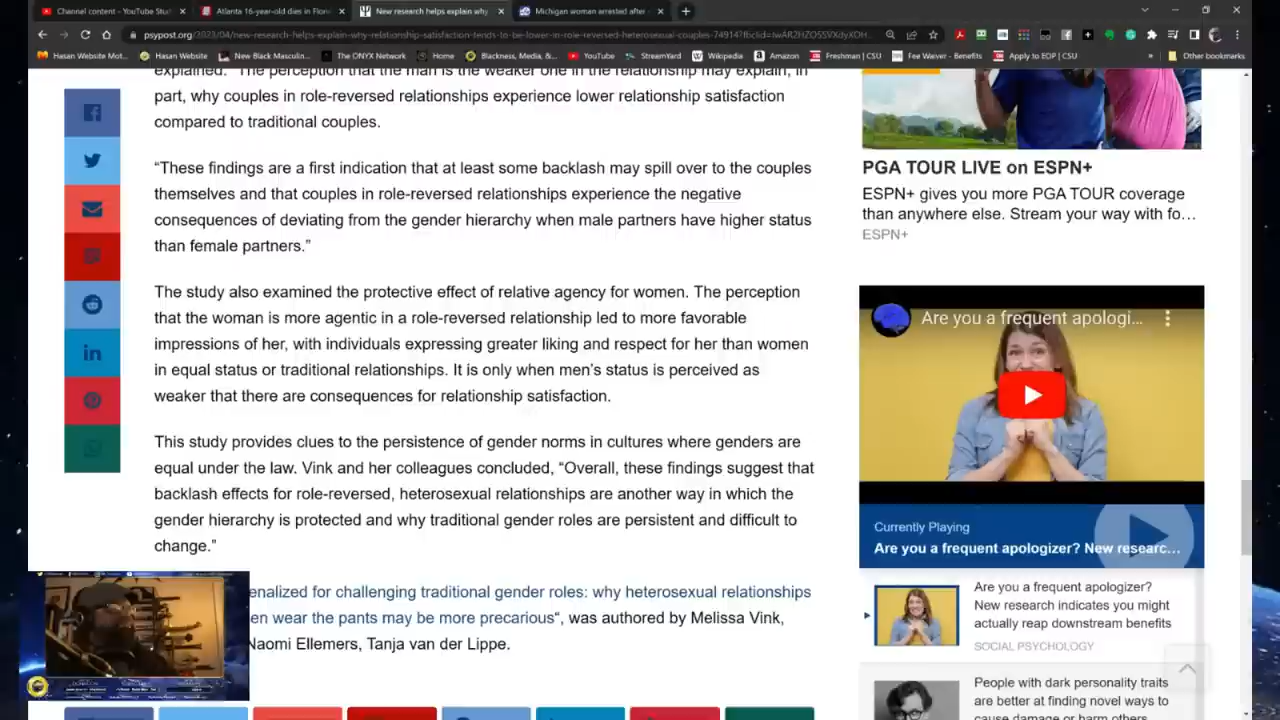 Channel content - YouTube Stu
Atlanta 16-year-old dies in Flori
New research helps explain why
Michigan woman arrested after
psypost.org/2023/04/new-research-helps-explain-why-relationship-satisfaction-tends-to-be-lower-in-role-reversed-heterosexual-couples-74914?fbclid=
Hasan Website Mot...
Hasan Website
New Black Masculin...
The ONYX Network
Home
Blackness, Media, &...
YouTube
StreamYard
Wikipedia
Amazon
Freshman | CSU
Fee Waiver - Benefits
Apply to EOP | CSU
Other bookmarks
explained. "The perception that the man is the weaker one in the relationship may explain, in
part, why couples in role-reversed relationships experience lower relationship satisfaction
compared to traditional couples.
“These findings are a first indication that at least some backlash may spill over to the couples
themselves and that couples in role-reversed relationships experience the negative
consequences of deviating from the gender hierarchy when male partners have higher status
than female partners.”
The study also examined the protective effect of relative agency for women. The perception
that the woman is more agentic in a role-reversed relationship led to more favorable
impressions of her, with individuals expressing greater liking and respect for her than women
in equal status or traditional relationships. It is only when men’s status is perceived as
weaker that there are consequences for relationship satisfaction.
This study provides clues to the persistence of gender norms in cultures where genders are
equal under the law. Vink and her colleagues concluded, “Overall, these findings suggest that
backlash effects for role-reversed, heterosexual relationships are another way in which the
gender hierarchy is protected and why traditional gender roles are persistent and difficult to
change.”
enalized for challenging traditional gender roles: why heterosexual relationships
en wear the pants may be more precarious“, was authored by Melissa Vink,
Naomi Ellemers, Tanja van der Lippe.
PGA TOUR LIVE on ESPN+
ESPN+ gives you more PGA TOUR coverage
than anywhere else. Stream your way with fo...
ESPN+
Are you a frequent apologi...
Currently Playing
Are you a frequent apologizer? New researc...
Are you a frequent apologizer?
New research indicates you might
actually reap downstream benefits
SOCIAL PSYCHOLOGY
People with dark personality traits
are better at finding novel ways to
cause damage or harm others